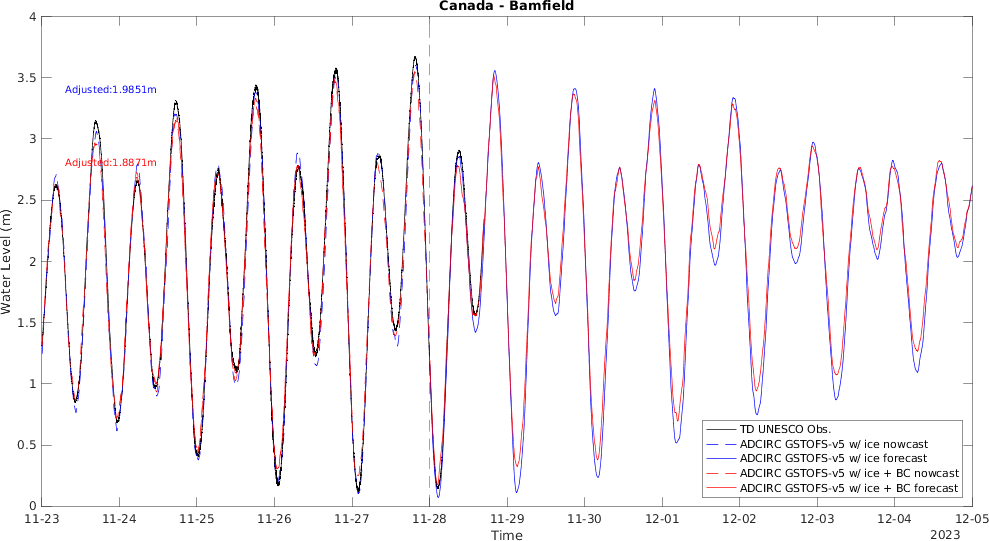 Canada - Bamfield
4
3.5
3
2.5
2
1.5
1
0.5
0
Water Level (m)
Adjusted:1.9851m
Adjusted:1.8871m
TD UNESCO Obs.
ADCIRC GSTOFS-v5 w/ ice nowcast
ADCIRC GSTOFS-v5 w/ ice forecast
ADCIRC GSTOFS-v5 w/ ice + BC nowcast
ADCIRC GSTOFS-v5 w/ ice + BC forecast
11-23 11-24 11-25 11-26 11-27 11-28 11-29 11-30 12-01 12-02 12-03 12-04 12-05
Time
2023